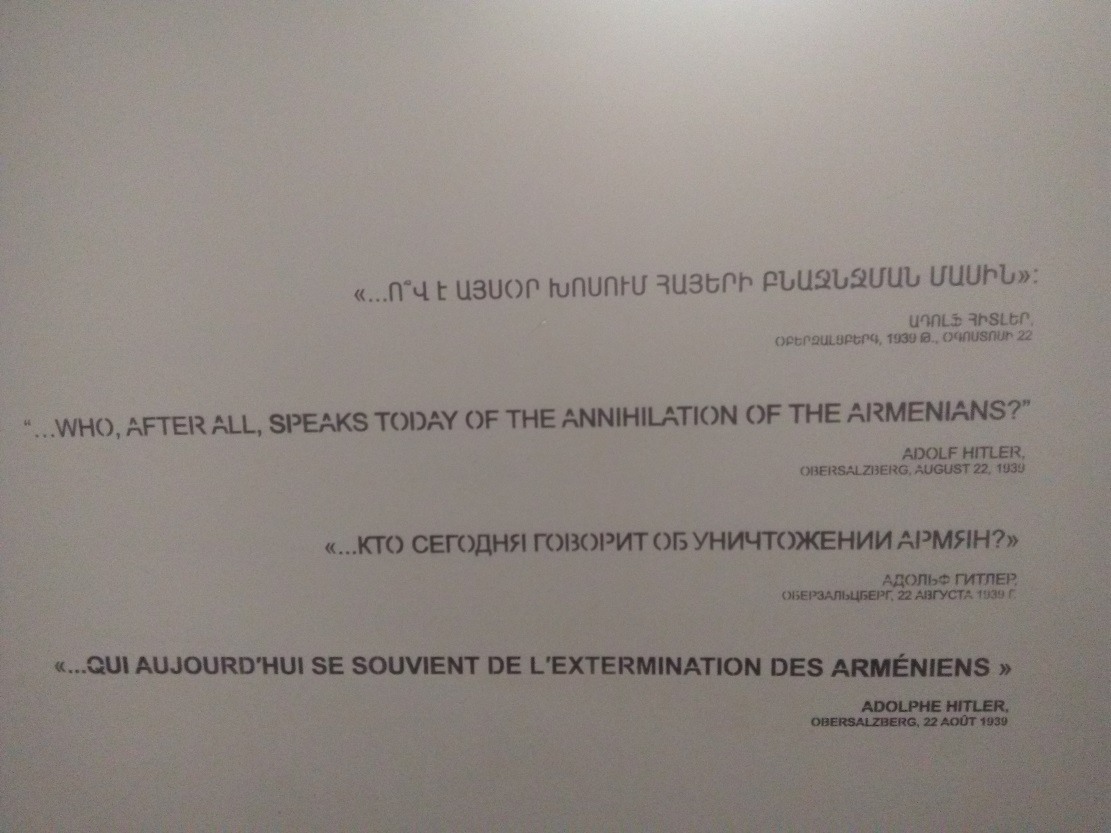 «...Ո՞Վ Է ԱՅՍՕՐ ԽՈՍՈՒՄ ՀԱՅԵՐԻ ԲՆԱՋՆՋՄԱՆ ՄԱՍԻՆ»:
ԱԴՈԼՖ ՀԻՏԼԵՐ,
ՕԲԵՐԶԱԼՑԲԵՐԳ, 1939 Թ., ՕԳՈՍՏՈՍԻ 22
“...WHO, AFTER ALL, SPEAKS TODAY OF THE ANNIHILATION OF THE ARMENIANS?”
ADOLF HITLER,
OBERSALZBERG, AUGUST 22, 1939
«...КТО СЕГОДНЯ ГОВОРИТ ОБ УНИЧТОЖЕНИИ АРМЯН?»
АДОЛЬФ ГИТЛЕР,
ОБЕРЗАЛЬЦБЕРГ, 22 АВГУСТА 1939 Г.
«...QUI AUJOURD'HUI SE SOUVIENT DE L'EXTERMINATION DES ARMÉNIENS »
ADOLPHE HITLER,
OBERSALZBERG, 22 AOÛT 1939